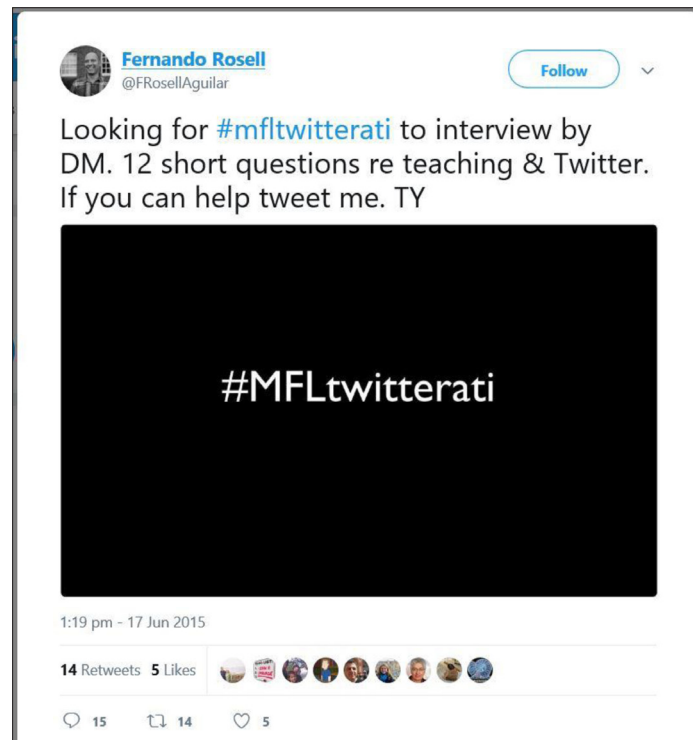 Fernando Rosell
@FRosellAguilar
Follow
Looking for #mfltwitterati to interview by
DM. 12 short questions re teaching & Twitter.
If you can help tweet me. TY
#MFLtwitterati
1:19 pm - 17 Jun 2015
14 Retweets 5 Likes
15 14 5